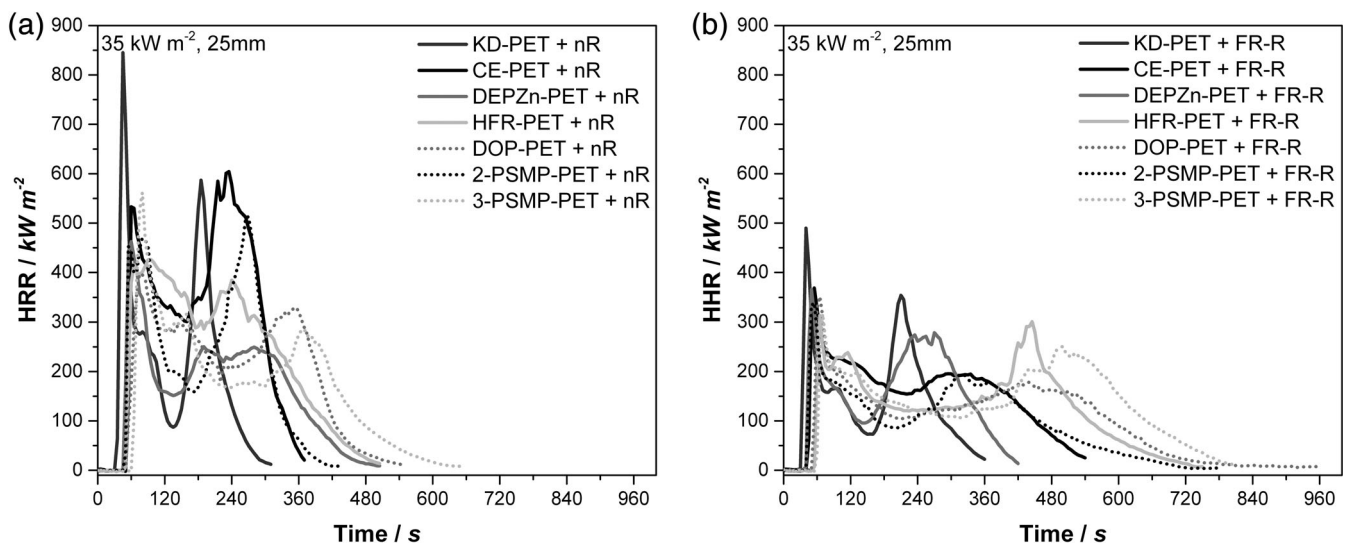 (a)
35 kW m-2, 25mm
KD-PET + nR
CE-PET + nR
DEPZn-PET + nR
HFR-PET + nR
DOP-PET + nR
2-PSMP-PET + nR
3-PSMP-PET + nR
HRR / kW m-2
900
800
700
600
500
400
300
200
100
0
0 120 240 360 480 600 720 840 960
Time / s
(b)
35 kW m-2, 25mm
KD-PET + FR-R
CE-PET + FR-R
DEPZn-PET + FR-R
HFR-PET + FR-R
DOP-PET + FR-R
2-PSMP-PET + FR-R
3-PSMP-PET + FR-R
HHR / kW m-2
900
800
700
600
500
400
300
200
100
0
0 120 240 360 480 600 720 840 960
Time / s